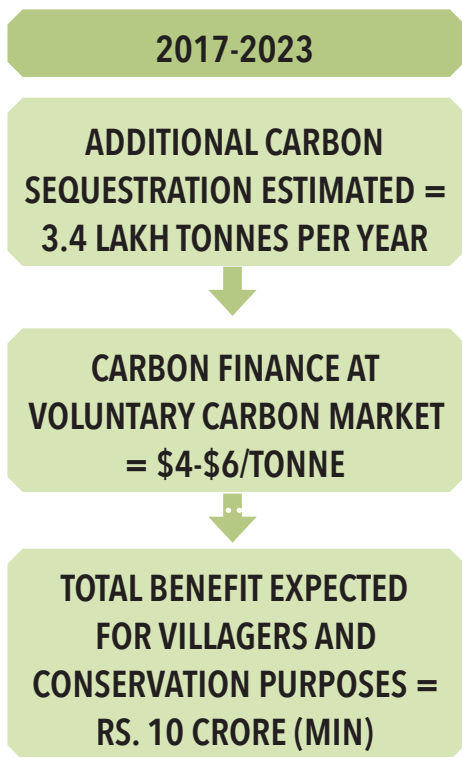 2017-2023
ADDITIONAL CARBON
SEQUESTRATION ESTIMATED =
3.4 LAKH TONNES PER YEAR
CARBON FINANCE AT
VOLUNTARY CARBON MARKET
= $4-$6/TONNE
TOTAL BENEFIT EXPECTED
FOR VILLAGERS AND
CONSERVATION PURPOSES =
RS. 10 CRORE (MIN)